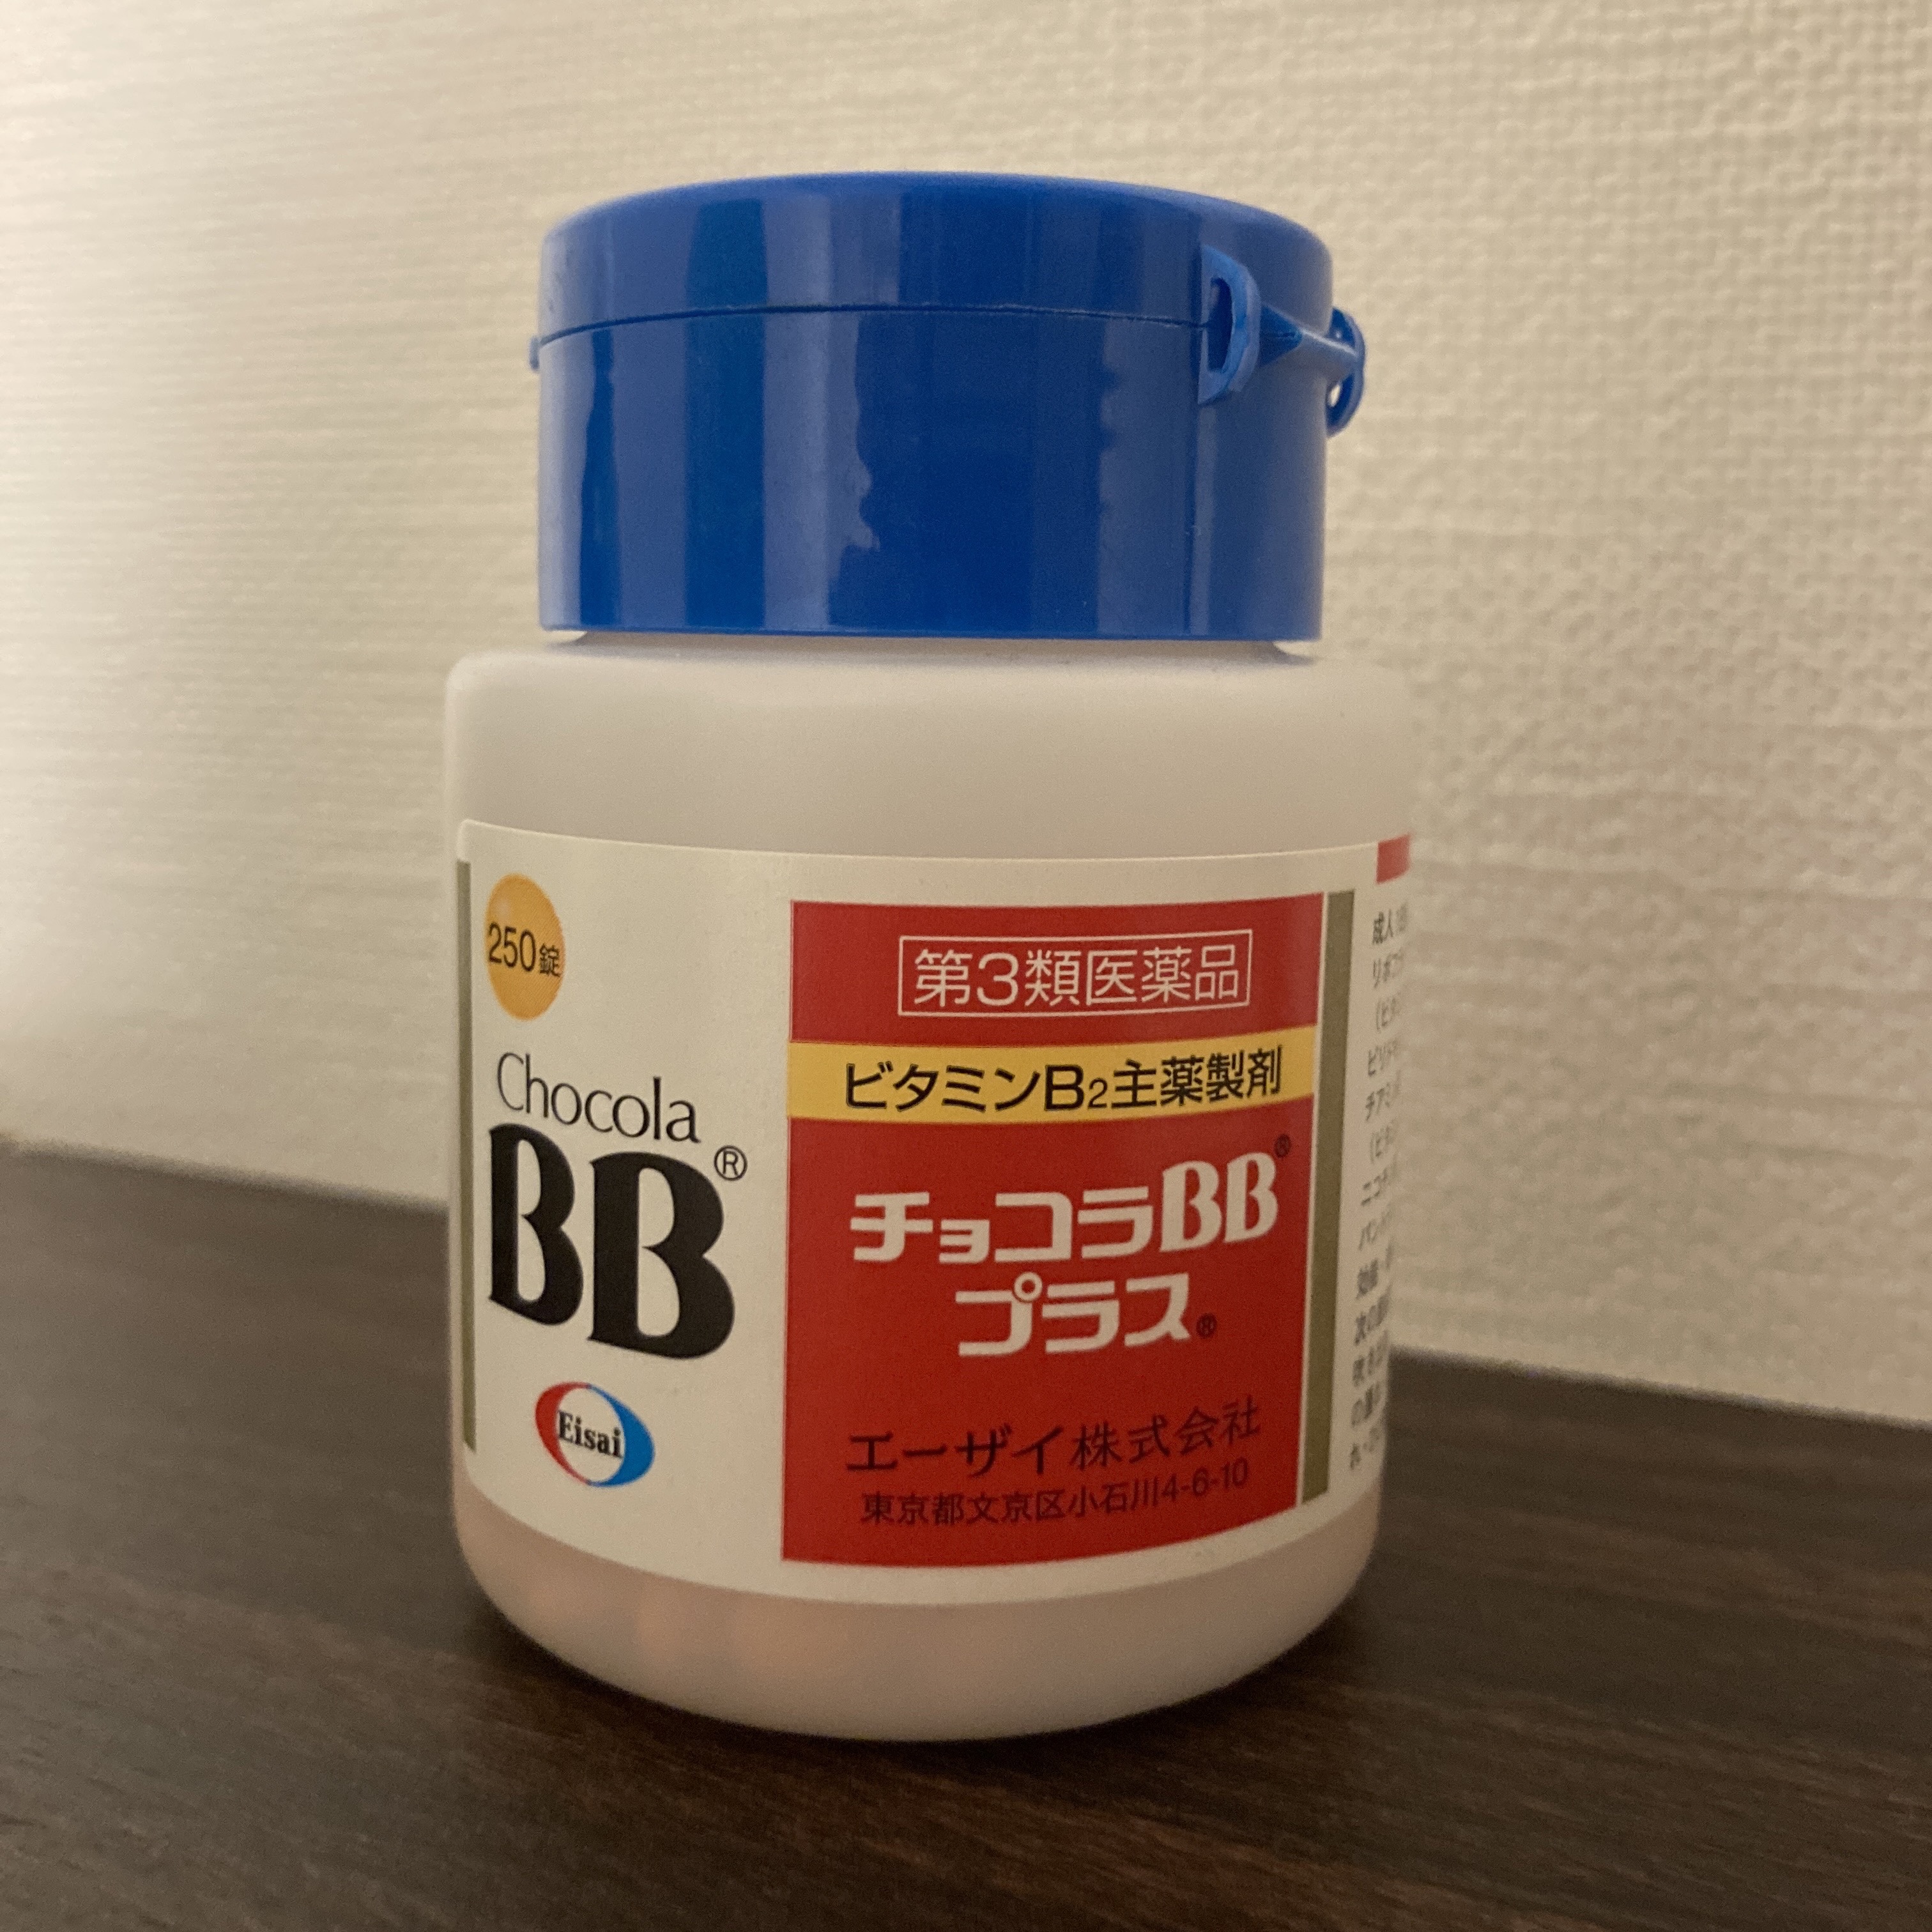 250錠
Chocola
BB®
Eisai
第3類医薬品
ビタミンB2主薬製剤
チョコラBB®
プラス®
エーザイ株式会社
東京都文京区小石川4-6-10
成人